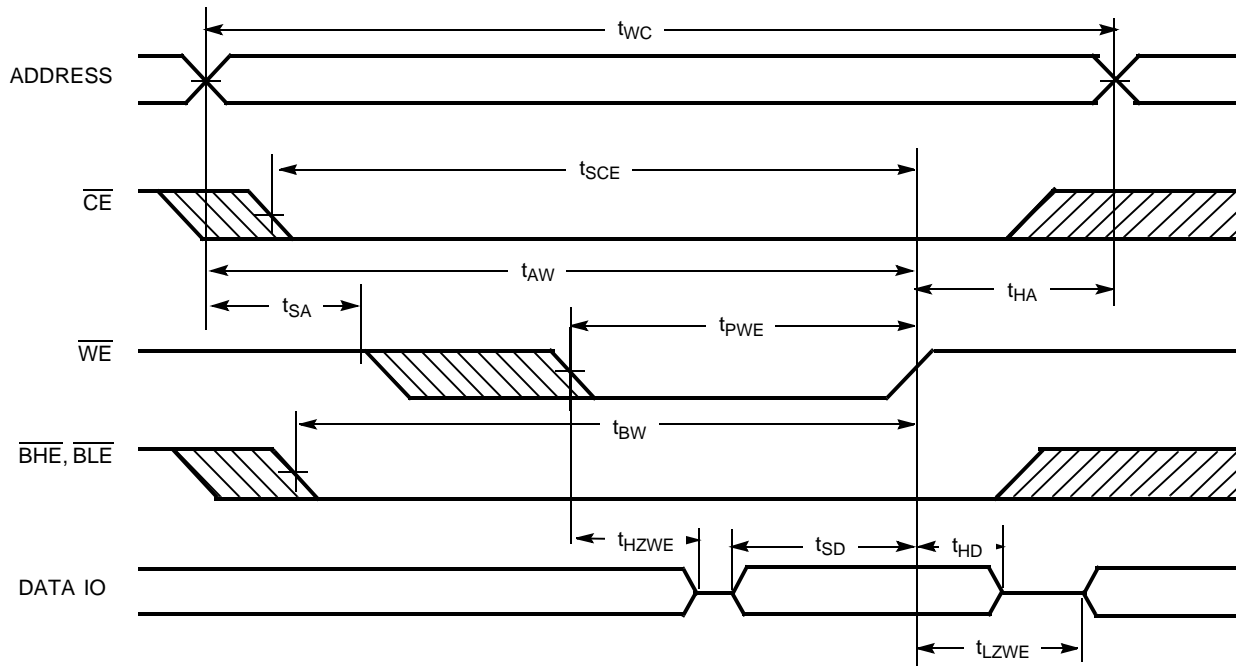 tWC
ADDRESS
tSCE
CE
tAW
tSA
tHA
tPWE
WE
tBW
BHE, BLE
tHZWE
tSD
tHD
DATA IO
tLZWE